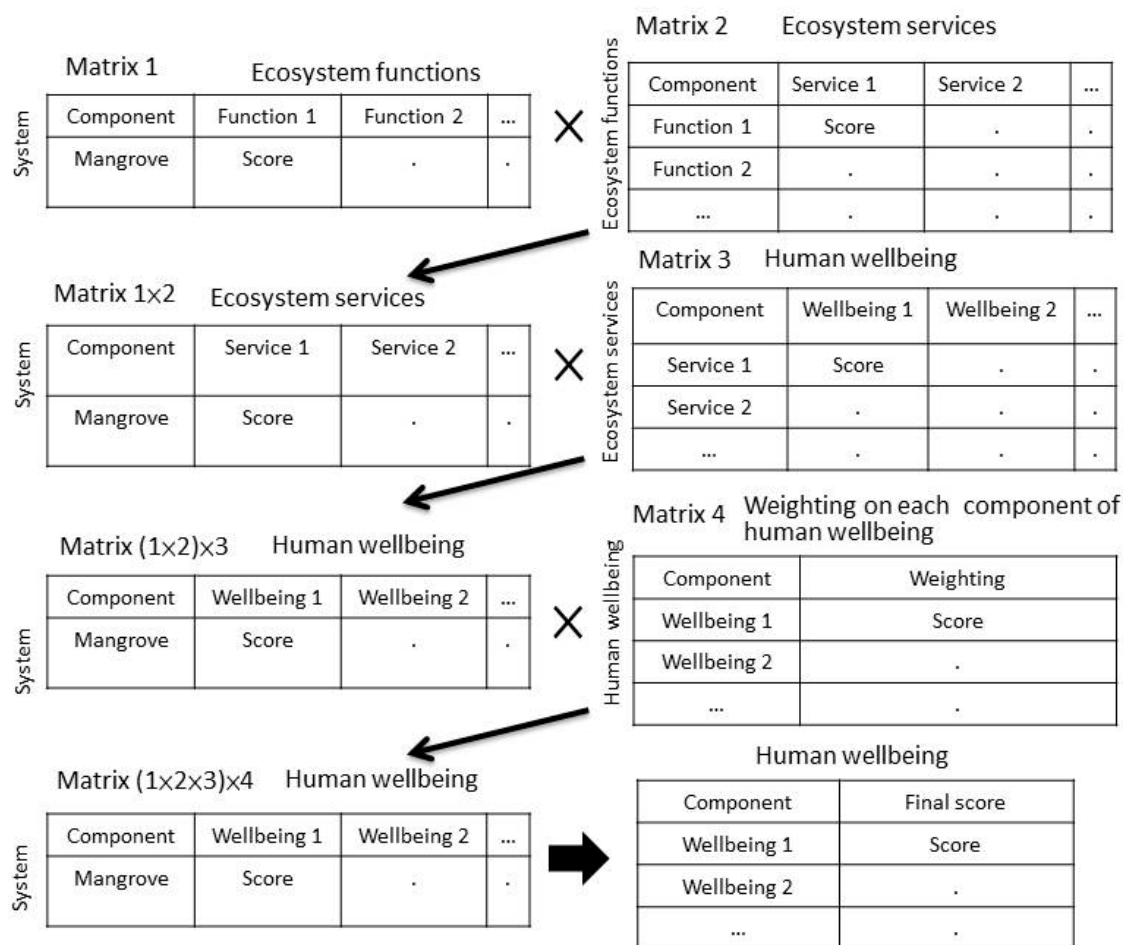 Matrix 1 Ecosystem functions
System
Component Function 1 Function 2 ...
Mangrove Score . .
×
Matrix 2 Ecosystem services
Ecosystem functions
Component Service 1 Service 2 ...
Function 1 Score . .
Function 2 . . .
... . . .
Matrix 1×2 Ecosystem services
System
Component Service 1 Service 2 ...
Mangrove Score . .
×
Matrix 3 Human wellbeing
Ecosystem services
Component Wellbeing 1 Wellbeing 2 ...
Service 1 Score . .
Service 2 . . .
... . . .
Matrix (1×2)×3 Human wellbeing
System
Component Wellbeing 1 Wellbeing 2 ...
Mangrove Score . .
×
Matrix 4 Weighting on each component of
human wellbeing
Human wellbeing
Component Weighting
Wellbeing 1 Score
Wellbeing 2 .
... .
Matrix (1×2×3)×4 Human wellbeing
System
Component Wellbeing 1 Wellbeing 2 ...
Mangrove Score . .
Human wellbeing
Component Final score
Wellbeing 1 Score
Wellbeing 2 .
... .